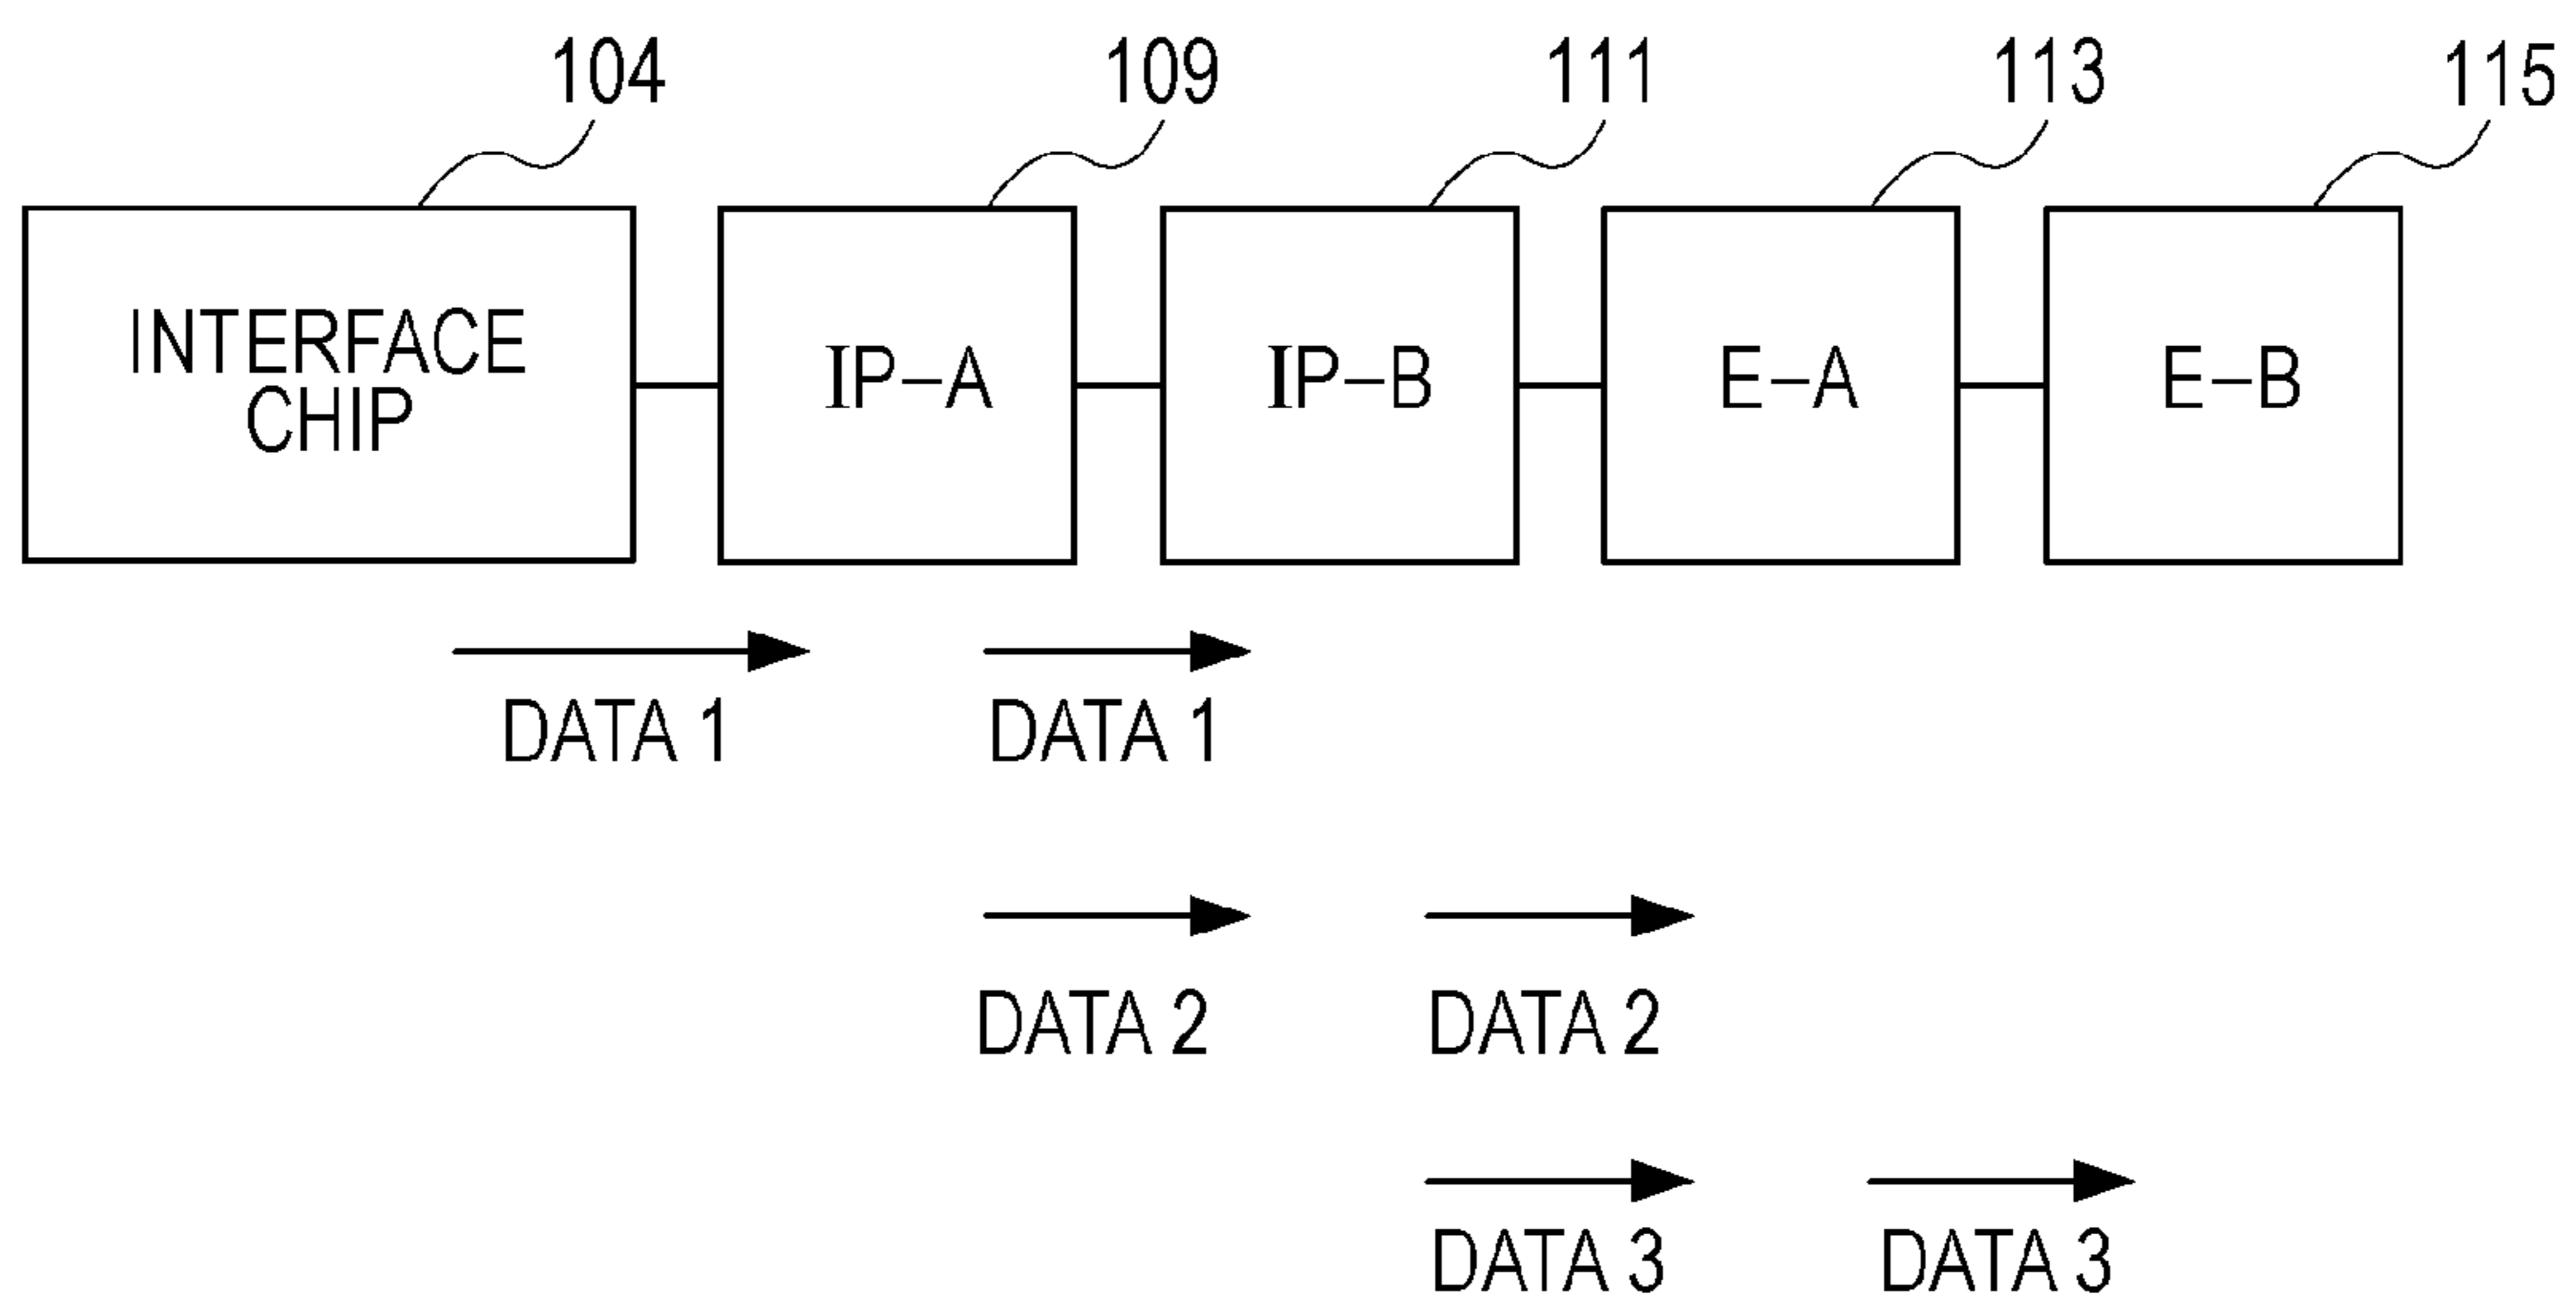 104 109 111 113 115
INTERFACE
CHIP
IP-A
IP-B
E-A
E-B
DATA 1 DATA 1
DATA 2 DATA 2
DATA 3 DATA 3